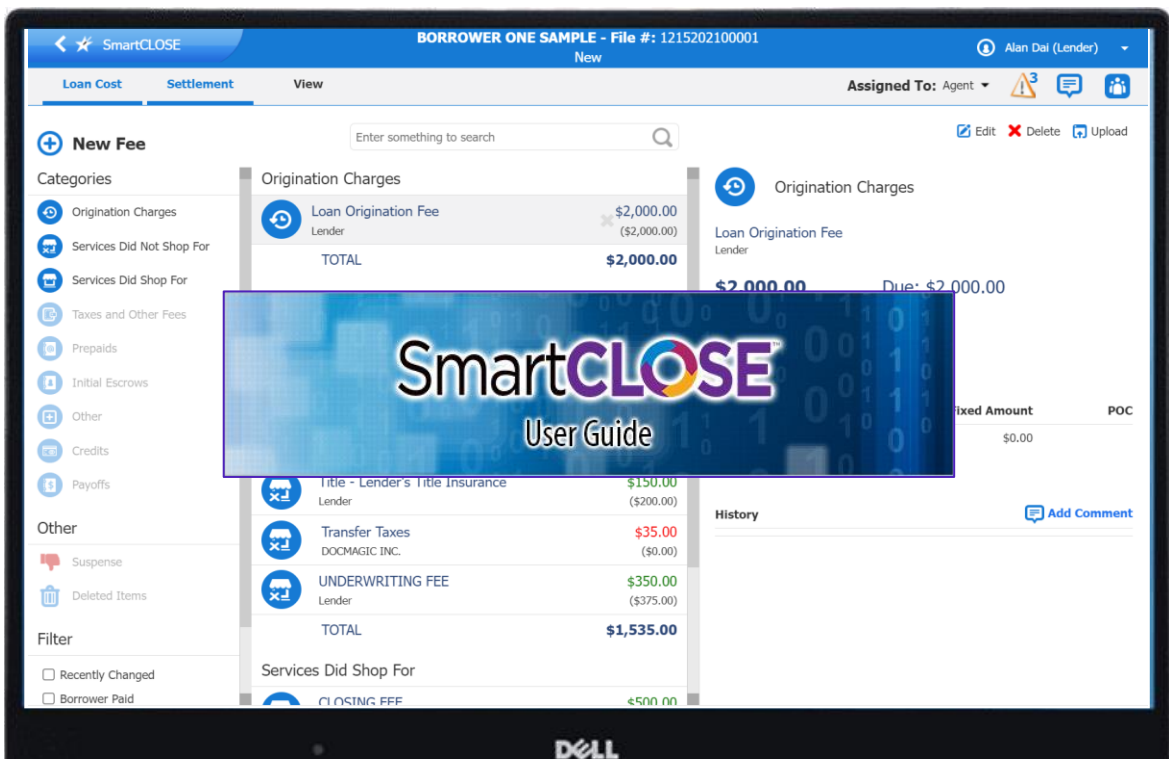 SmartCLOSE
BORROWER ONE SAMPLE - File #: 1215202100001
New
Alan Dai (Lender)
Loan Cost
Settlement
View
Assigned To: Agent
3
New Fee
Enter something to search
Edit
Delete
Upload
Categories
Origination Charges
Services Did Not Shop For
Services Did Shop For
Taxes and Other Fees
Prepaids
Initial Escrows
Other
Credits
Payoffs
Other
Suspense
Deleted Items
Filter
Recently Changed
Borrower Paid
Origination Charges
Loan Origination Fee $2,000.00
Lender ($2,000.00)
TOTAL $2,000.00
SmartCLOSE™
User Guide
Title - Lender's Title Insurance $150.00
Lender ($200.00)
Transfer Taxes $35.00
DOCMAGIC INC. ($0.00)
UNDERWRITING FEE $350.00
Lender ($375.00)
TOTAL $1,535.00
Services Did Shop For
CLOSING FEE $500.00
Origination Charges
Loan Origination Fee
Lender
$2,000.00 Due: $2,000.00
Fixed Amount POC
$0.00
History Add Comment
DELL